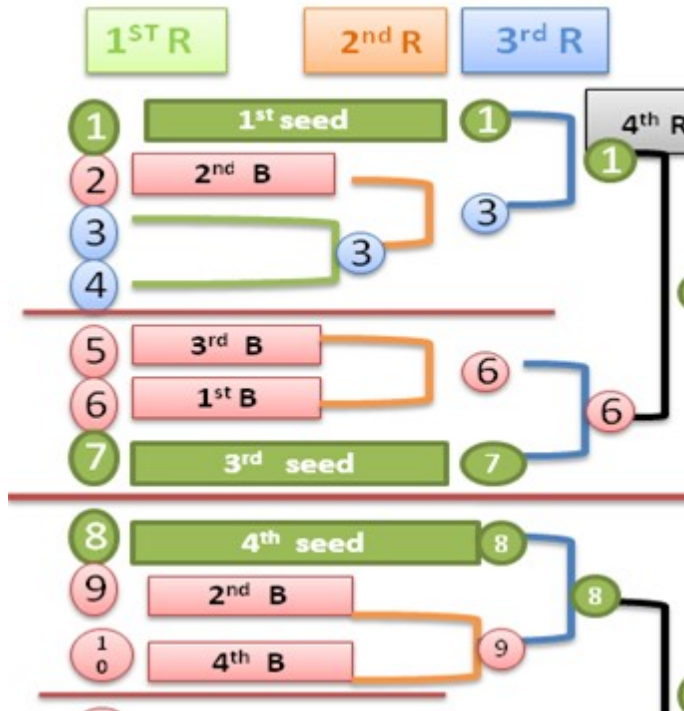 1ST R 2nd R 3rd R
1 1st seed 1 4th R
1
2 2nd B
3 3
4 3
5 3rd B
6 6
6 1st B 6
7 3rd seed 7
8 4th seed 8
9 2nd B 8
10 4th B 9